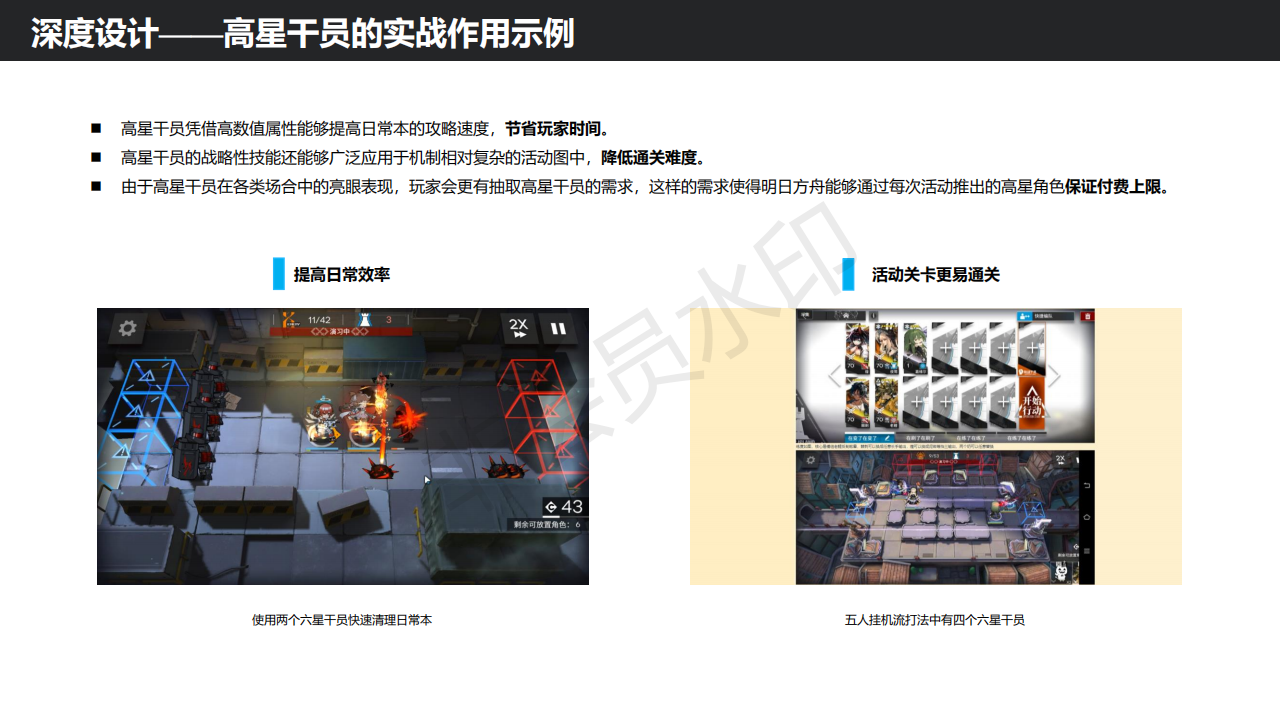 深度设计——高星干员的实战作用示例
■ 高星干员凭借高数值属性能够提高日常本的攻略速度，节省玩家时间。
■ 高星干员的战略性技能还能够广泛应用于机制相对复杂的活动图中，降低通关难度。
■ 由于高星干员在各类场合中的亮眼表现，玩家会更有抽取高星干员的需求，这样的需求使得明日方舟能够通过每次活动推出的高星角色保证付费上限。
提高日常效率
活动关卡更易通关
11/42
3
演习中
2X
43
剩余可放置角色： 6
70
70
1
70
70
开始
行动
9/50
2X
员水印
使用两个六星干员快速清理日常本
五人挂机流打法中有四个六星干员